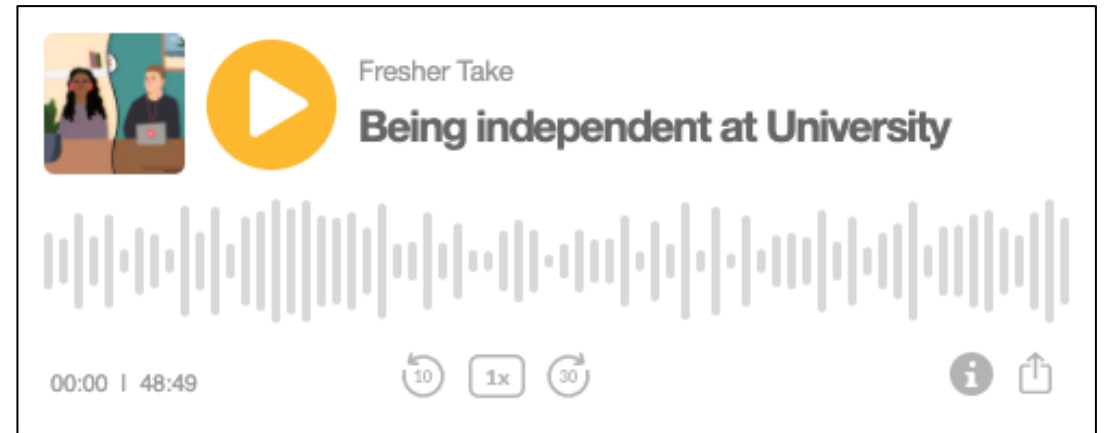 Fresher Take
Being independent at University
00:00 | 48:49
10
1x
30
i